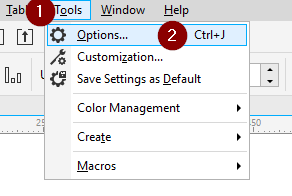 Tab 1 Tools Window Help
Options... 2 Ctrl+J
Customization...
Save Settings as Default
Color Management
Create
Macros